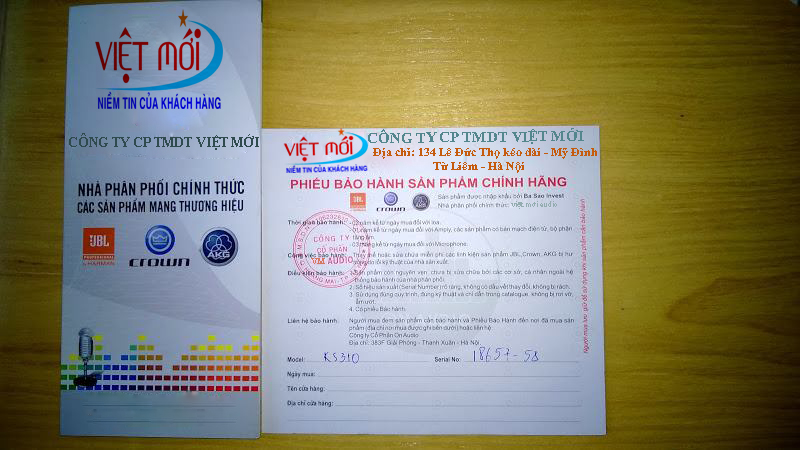 VIỆT MỚI
NIỀM TIN CỦA KHÁCH HÀNG
CÔNG TY CP TMDT VIỆT MỚI
NHÀ PHÂN PHỐI CHÍNH THỨC
CÁC SẢN PHẨM MANG THƯƠNG HIỆU
JBL
PROFESSIONAL
BY HARMAN
CROWN
AKG
VIỆT MỚI
NIỀM TIN CỦA KHÁCH HÀNG
CÔNG TY CP TMDT VIỆT MỚI
Địa chỉ: 134 Lê Đức Thọ kéo dài - Mỹ Đình
Từ Liêm - Hà Nội
PHIẾU BẢO HÀNH SẢN PHẨM CHÍNH HÃNG
JBL
CROWN
AKG
Sản phẩm được nhập khẩu bởi Ba Sao Invest
Nhà phân phối chính thức: việt mới audio
Thời gian bảo hành: - 02 năm kể từ ngày mua đối với loa.
- 01 năm kể từ ngày mua đối với Amply, các sản phẩm có bản mạch điện tử, bộ phận
tăng âm.
- 03 tháng kể từ ngày mua đối với Microphone.
Công việc bảo hành: Thay thế hoặc sửa chữa miễn phí các linh kiện sản phẩm JBL, Crown, AKG bị hư
do lỗi kỹ thuật của nhà sản xuất.
Điều kiện bảo hành: 1. Sản phẩm còn nguyên vẹn, chưa bị sửa chữa bởi các cơ sở, cá nhân ngoài hệ
thống bảo hành của nhà phân phối.
2. Số hiệu sản xuất (Serial Number) rõ ràng, không có dấu vết thay đổi, không bị rách.
3. Sử dụng đúng quy trình, đúng kỹ thuật và chỉ dẫn trong catalogue, không bị rơi vỡ,
ẩm ướt.
4. Có phiếu Bảo hành.
Liên hệ bảo hành: Người mua đem sản phẩm cần bảo hành và Phiếu Bảo Hành đến nơi đã mua sản
phẩm (địa chỉ nơi mua được ghi bên dưới) hoặc liên hệ:
Công ty Cổ Phần On Audio
Địa chỉ: 383F Giải Phóng - Thanh Xuân - Hà Nội
Model: KS310 Serial No: 18657-58
Ngày mua:
Tên cửa hàng:
Địa chỉ cửa hàng:
Người mua lưu giữ để sử dụng khi sản phẩm cần bảo hành
CÔNG TY
CỔ PHẦN
AUDIO